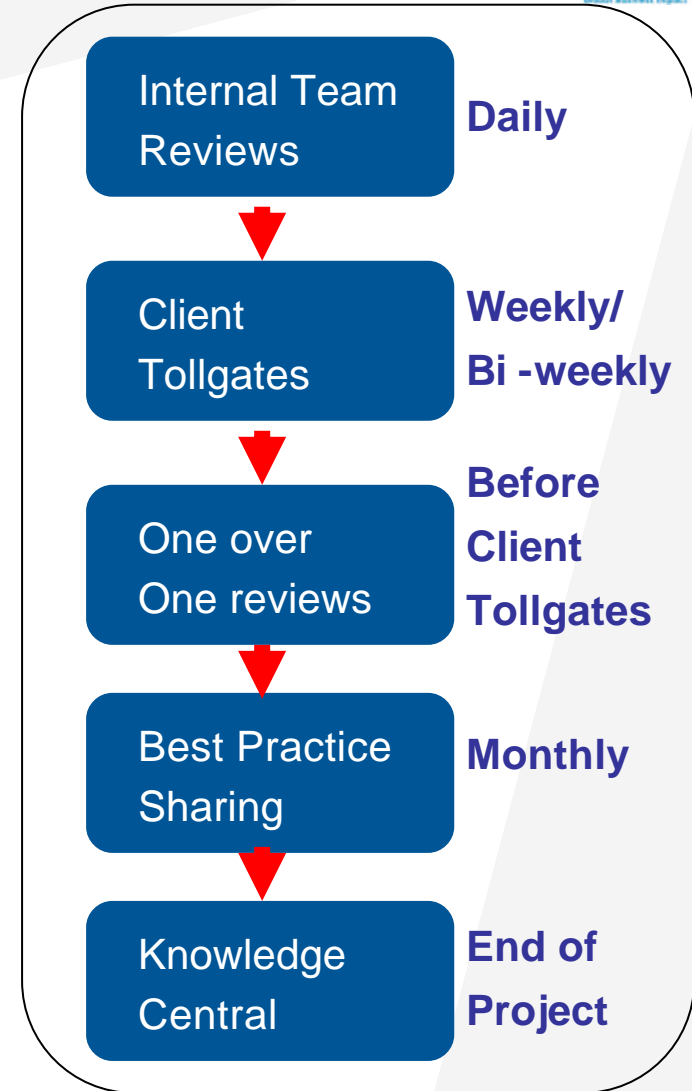 Internal Team
Reviews
Daily
Client
Tollgates
Weekly/
Bi -weekly
One over
One reviews
Before
Client
Tollgates
Best Practice
Sharing
Monthly
Knowledge
Central
End of
Project